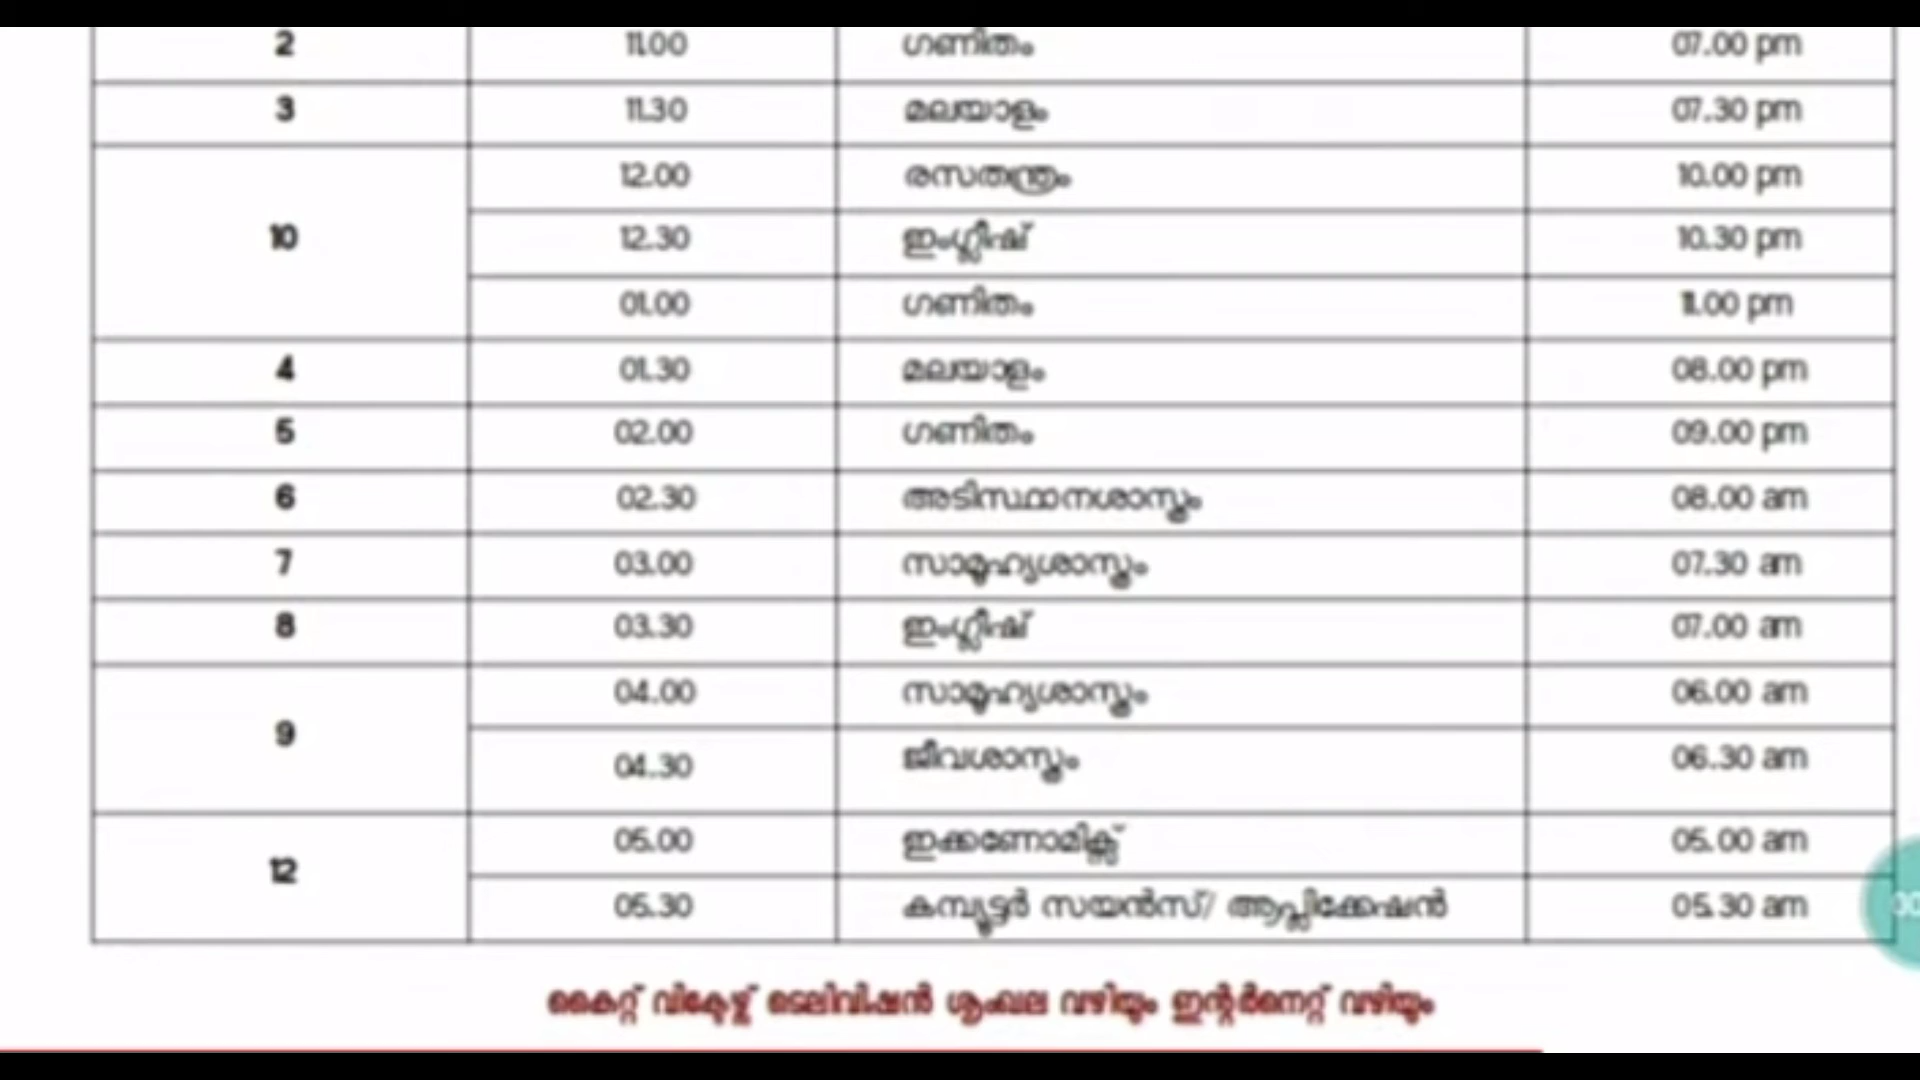 2 11.00 ഗണിതം 07.00 pm
3 11.30 മലയാളം 07.30 pm
12.00 രസതന്ത്രം 10.00 pm
10 12.30 ഇംഗ്ലീഷ് 10.30 pm
01.00 ഗണിതം 11.00 pm
4 01.30 മലയാളം 08.00 pm
5 02.00 ഗണിതം 09.00 pm
6 02.30 അടിസ്ഥാനശാസ്ത്രം 08.00 am
7 03.00 സാമൂഹ്യശാസ്ത്രം 07.30 am
8 03.30 ഇംഗ്ലീഷ് 07.00 am
9 04.00 സാമൂഹ്യശാസ്ത്രം 06.00 am
04.30 ജീവശാസ്ത്രം 06.30 am
12 05.00 ഇക്കണോമിക്സ് 05.00 am
05.30 കമ്പ്യൂട്ടർ സയൻസ്/ ആപ്ലിക്കേഷൻ 05.30 am
കൈറ്റ് വിക്ടേഴ്സ് ടെലിവിഷൻ ശൃംഖല വഴിയും ഇന്റർനെറ്റ് വഴിയും